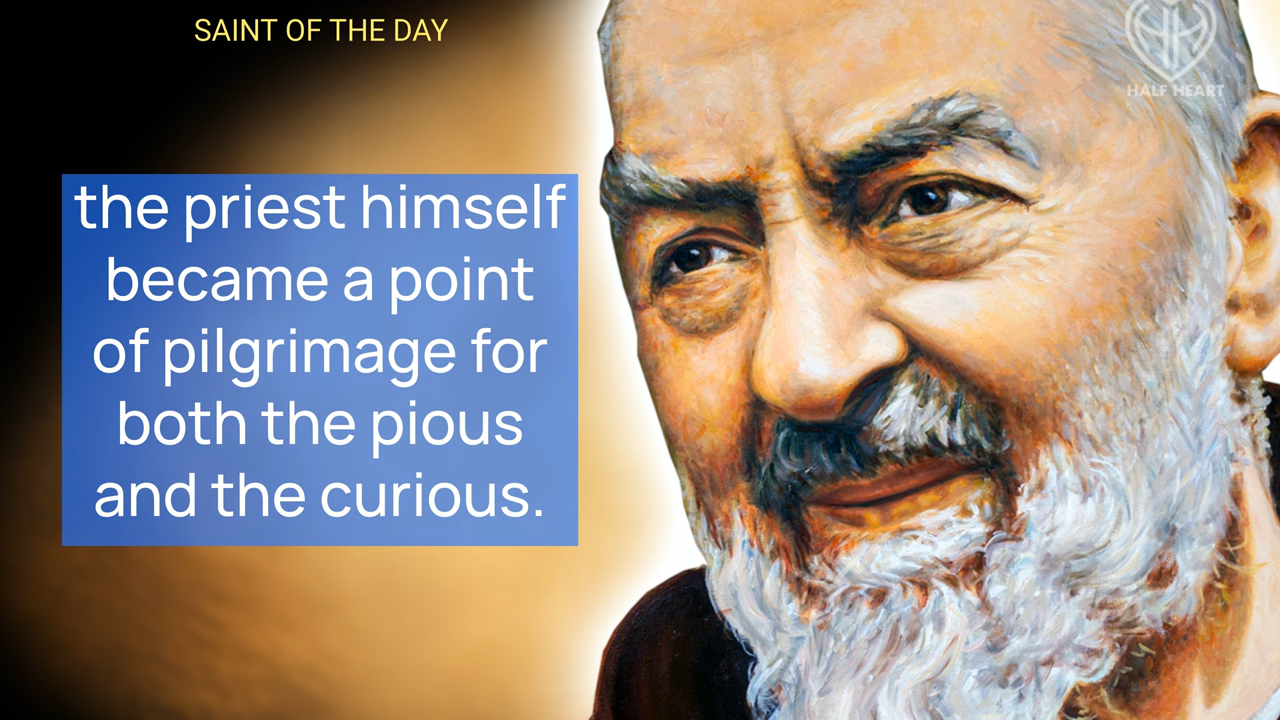 SAINT OF THE DAY
HALF HEART
the priest himself
became a point
of pilgrimage for
both the pious
and the curious.